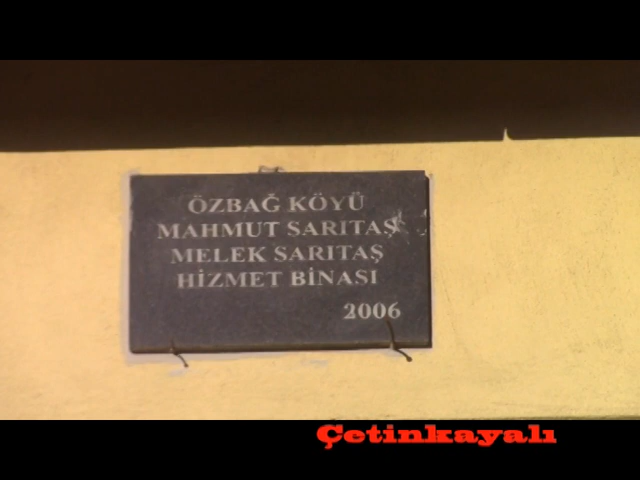 ÖZBAĞ KÖYÜ
MAHMUT SARITAŞ
MELEK SARITAŞ
HİZMET BİNASI
2006
Çetinkayalı